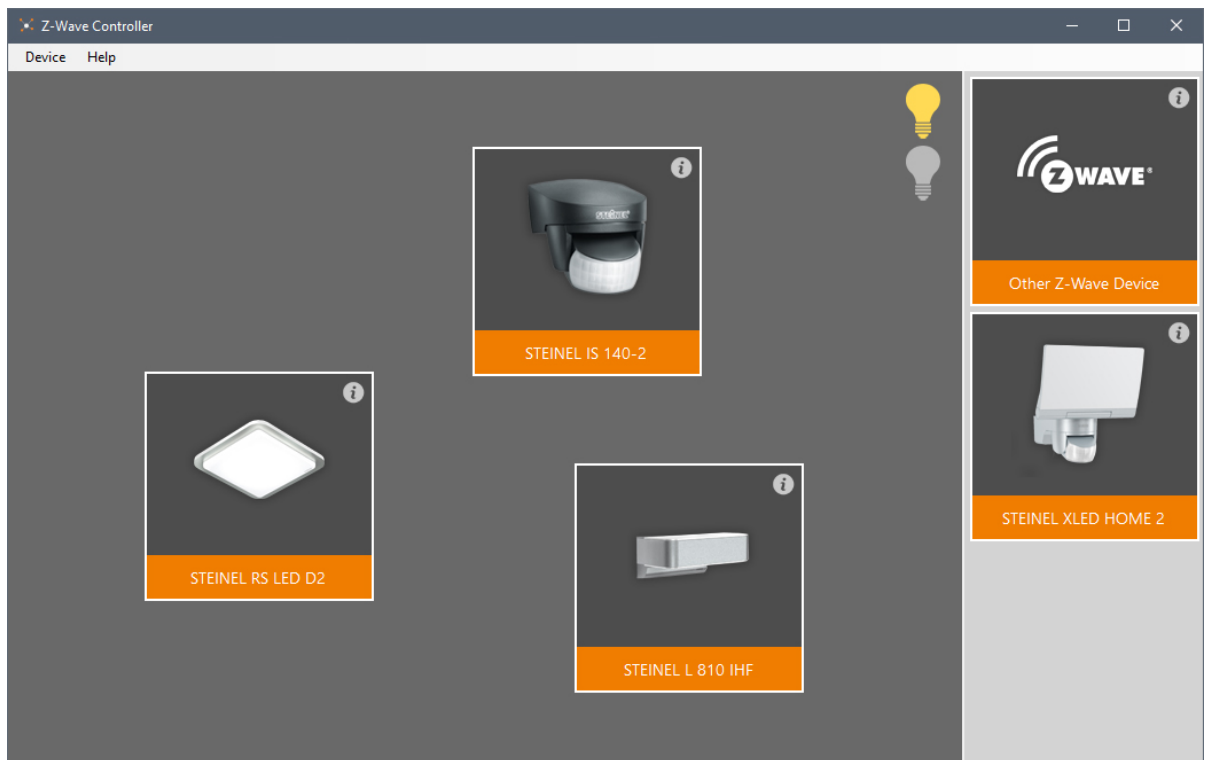 Z-Wave Controller
Device Help
STEINEL
STEINEL IS 140-2
STEINEL RS LED D2
STEINEL L 810 IHF
i
ZWAVE®
Other Z-Wave Device
i
STEINEL XLED HOME 2
i
i
i